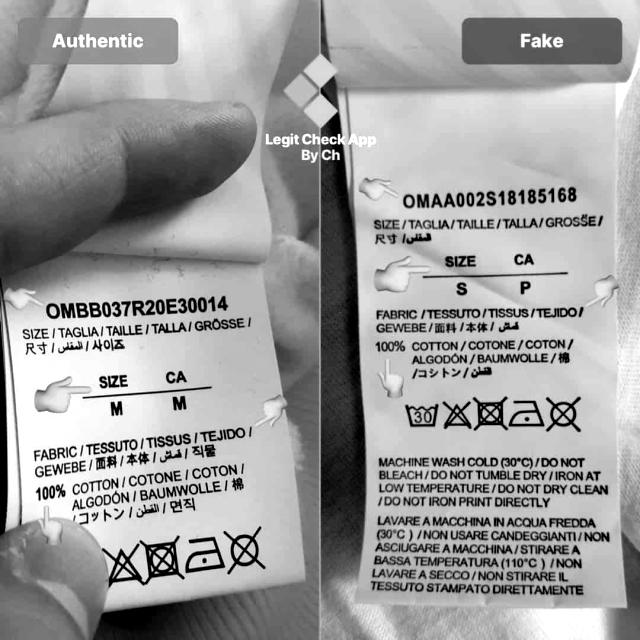 Authentic
Fake
Legit Check App
By Ch
OMBB037R20E30014
SIZE / TAGLIA / TAILLE / TALLA / GRÖSSE /
尺寸 / المقاس / 사이즈
SIZE CA
M M
FABRIC / TESSUTO / TISSUS / TEJIDO /
GEWEBE / 面料 / 本体 / قماش / 직물
100% COTTON / COTONE / COTON /
ALGODÓN / BAUMWOLLE / 棉
/ コットン / القطن / 면직
OMAA002S18185168
SIZE / TAGLIA / TAILLE / TALLA / GROSSE /
尺寸 / المقاس
SIZE CA
S P
FABRIC / TESSUTO / TISSUS / TEJIDO /
GEWEBE / 面料 / 本体 / قماش /
100% COTTON / COTONE / COTON /
ALGODÓN / BAUMWOLLE / 棉
/コシトン / القطن /
30
MACHINE WASH COLD (30°C) / DO NOT
BLEACH / DO NOT TUMBLE DRY / IRON AT
LOW TEMPERATURE / DO NOT DRY CLEAN
/ DO NOT IRON PRINT DIRECTLY
LAVARE A MACCHINA IN ACQUA FREDDA
(30°C ) / NON USARE CANDEGGIANTI / NON
ASCIUGARE A MACCHINA / STIRARE A
BASSA TEMPERATURA (110°C ) / NON
LAVARE A SECCO / NON STIRARE IL
TESSUTO STAMPATO DIRETTAMENTE